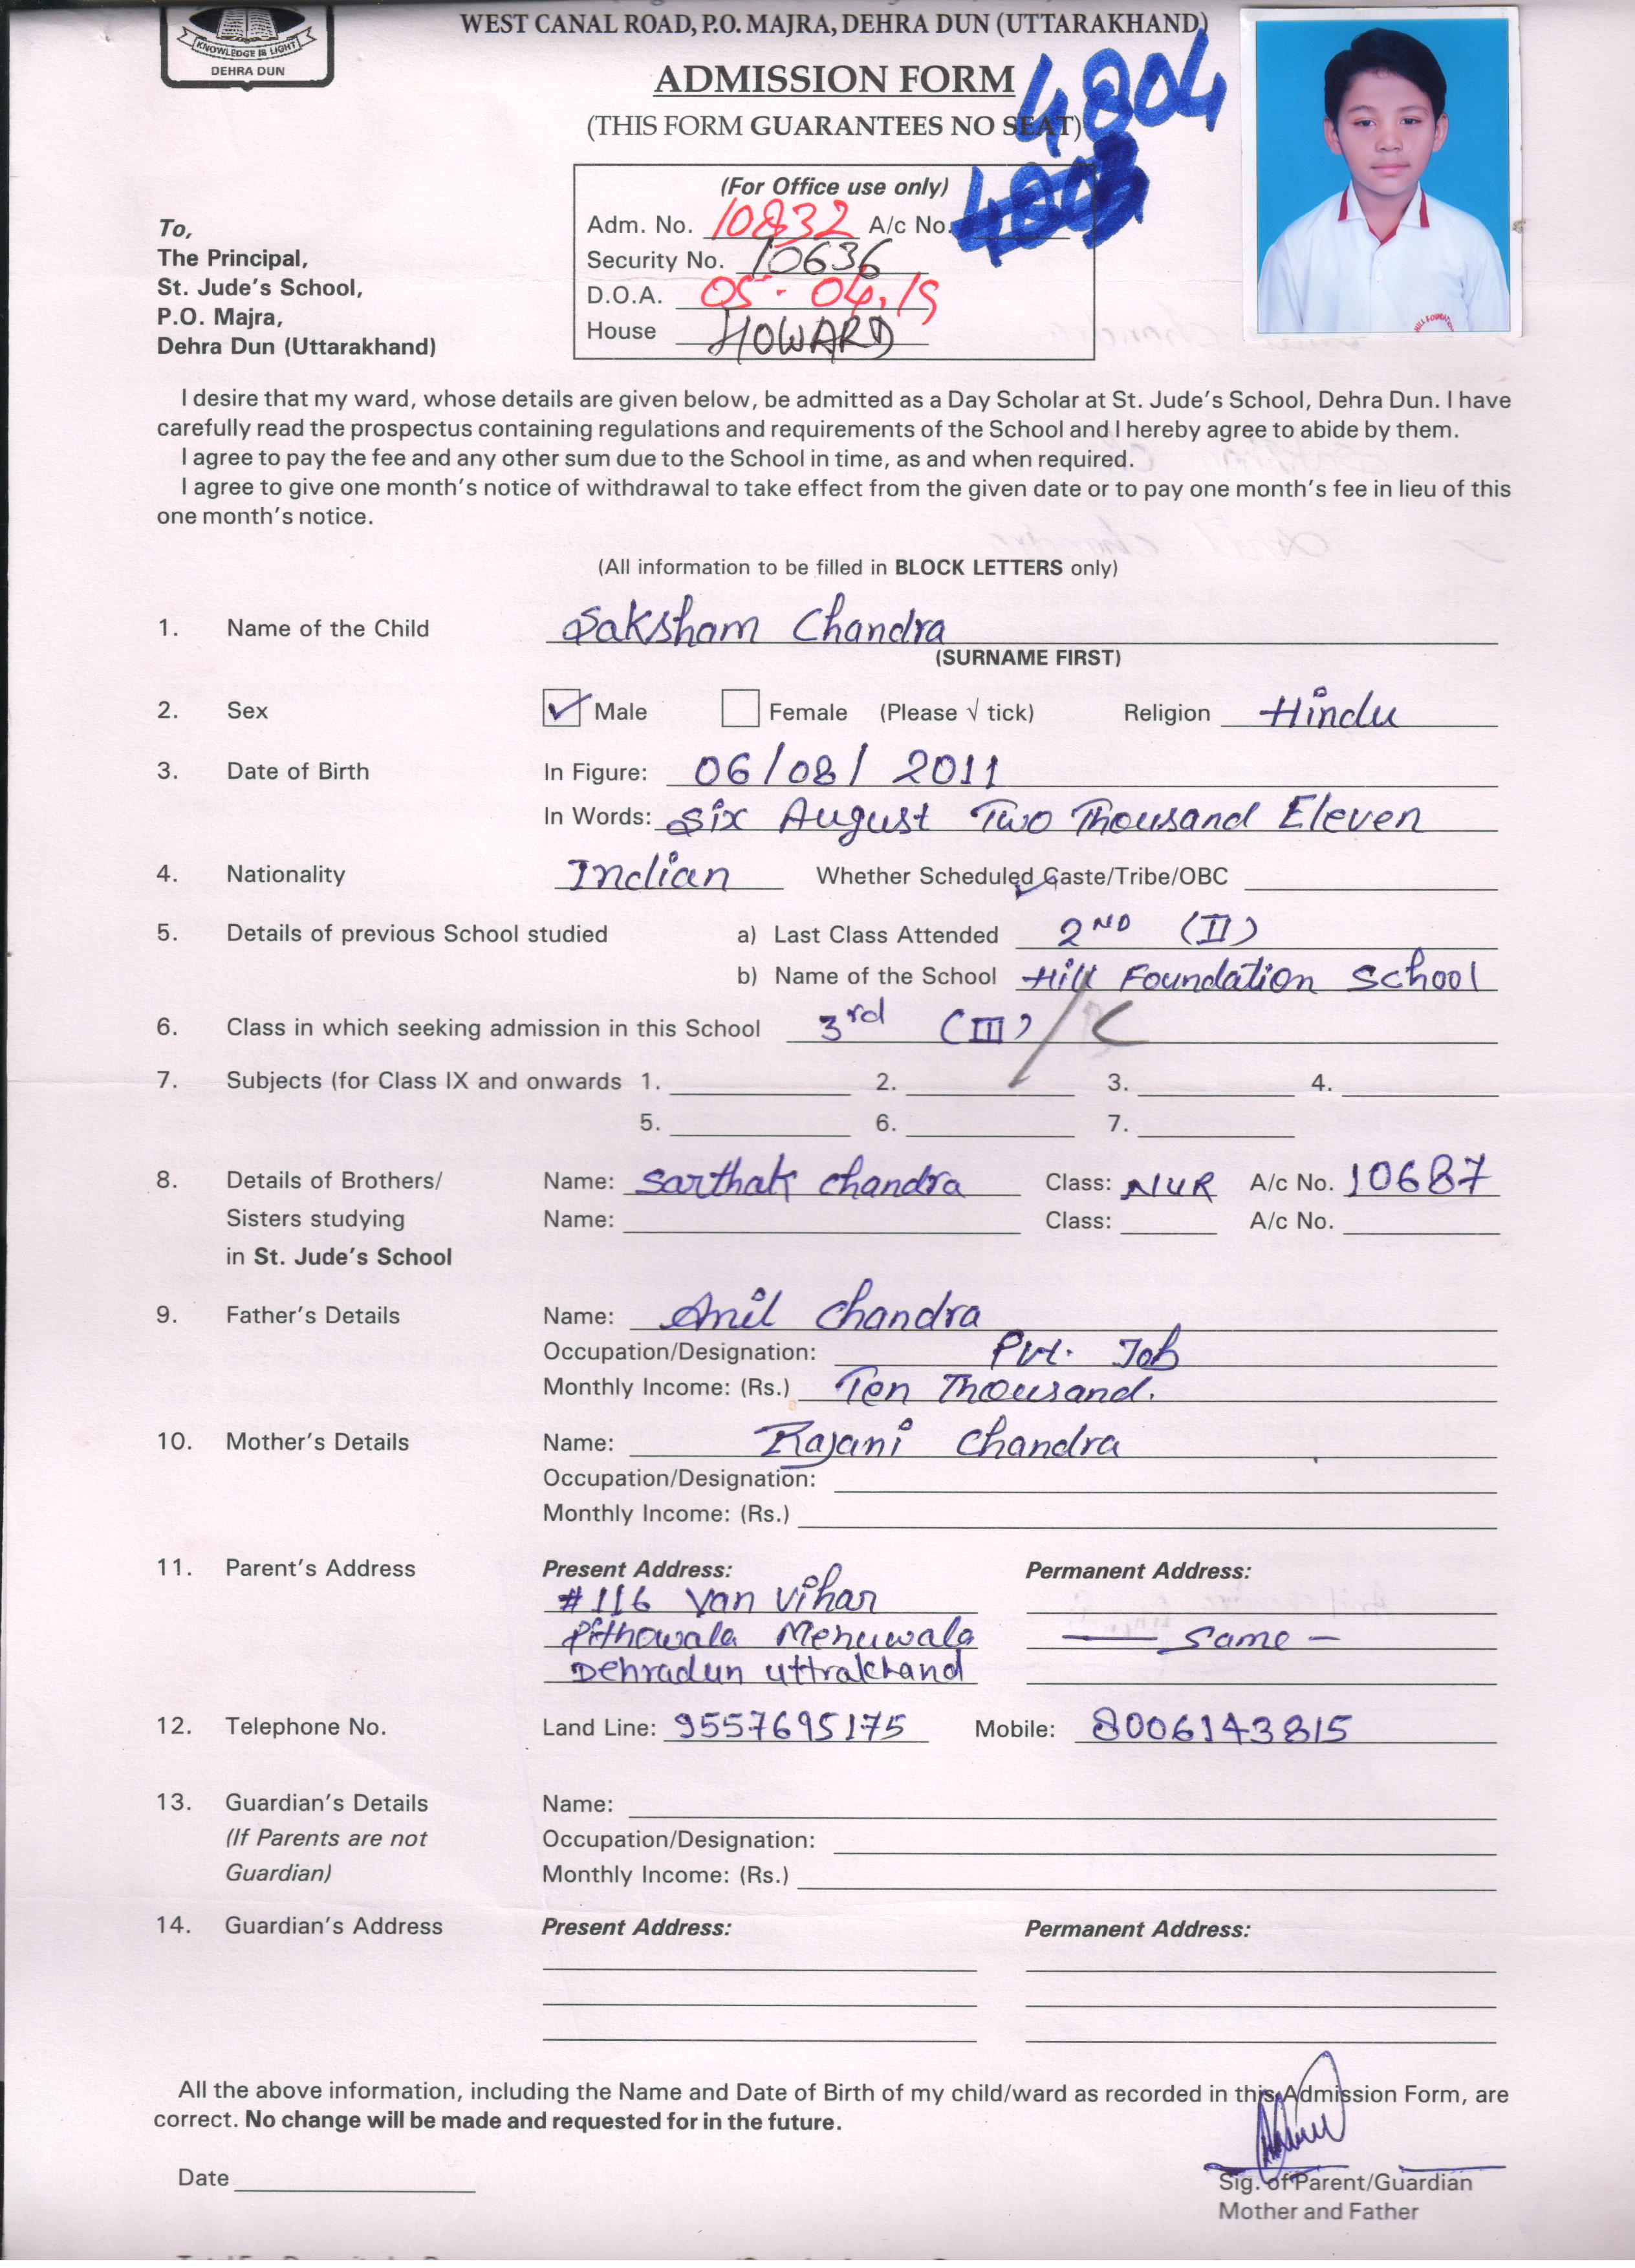 WEST CANAL ROAD, P.O. MAJRA, DEHRA DUN (UTTARAKHAND)
KNOWLEDGE IS LIGHT
DEHRA DUN
ADMISSION FORM
4804
(THIS FORM GUARANTEES NO SEAT)
(For Office use only)
Adm. No. 10832 A/c No. 4803
Security No. 10636
D.O.A. 05-04.19
House HOWARD
To,
The Principal,
St. Jude's School,
P.O. Majra,
Dehra Dun (Uttarakhand)
I desire that my ward, whose details are given below, be admitted as a Day Scholar at St. Jude's School, Dehra Dun. I have
carefully read the prospectus containing regulations and requirements of the School and I hereby agree to abide by them.
I agree to pay the fee and any other sum due to the School in time, as and when required.
I agree to give one month's notice of withdrawal to take effect from the given date or to pay one month's fee in lieu of this
one month's notice.
(All information to be filled in BLOCK LETTERS only)
1. Name of the Child Saksham Chandra
(SURNAME FIRST)
2. Sex Male Female (Please √ tick) Religion Hindu
3. Date of Birth In Figure: 06/08/2011
In Words: Six August Two Thousand Eleven
4. Nationality Indian Whether Scheduled Caste/Tribe/OBC
5. Details of previous School studied a) Last Class Attended 2ND (II)
b) Name of the School Hill Foundation School
6. Class in which seeking admission in this School 3rd (III) / C
7. Subjects (for Class IX and onwards 1. 2. 3. 4.
5. 6. 7.
8. Details of Brothers/ Name: Sarthak Chandra Class: NUR A/c No. 10687
Sisters studying Name: Class: A/c No.
in St. Jude's School
9. Father's Details Name: Anil Chandra
Occupation/Designation: Pvt. Job
Monthly Income: (Rs.) Ten Thousand.
10. Mother's Details Name: Rajani Chandra
Occupation/Designation:
Monthly Income: (Rs.)
11. Parent's Address Present Address: Permanent Address:
#116 Van Vihar
Pithowala Mehuwala — Same —
Dehradun Uttrakhand
12. Telephone No. Land Line: 9557695175 Mobile: 8006143815
13. Guardian's Details Name:
(If Parents are not Occupation/Designation:
Guardian) Monthly Income: (Rs.)
14. Guardian's Address Present Address: Permanent Address:
All the above information, including the Name and Date of Birth of my child/ward as recorded in this Admission Form, are
correct. No change will be made and requested for in the future.
Date
Sig. of Parent/Guardian
Mother and Father